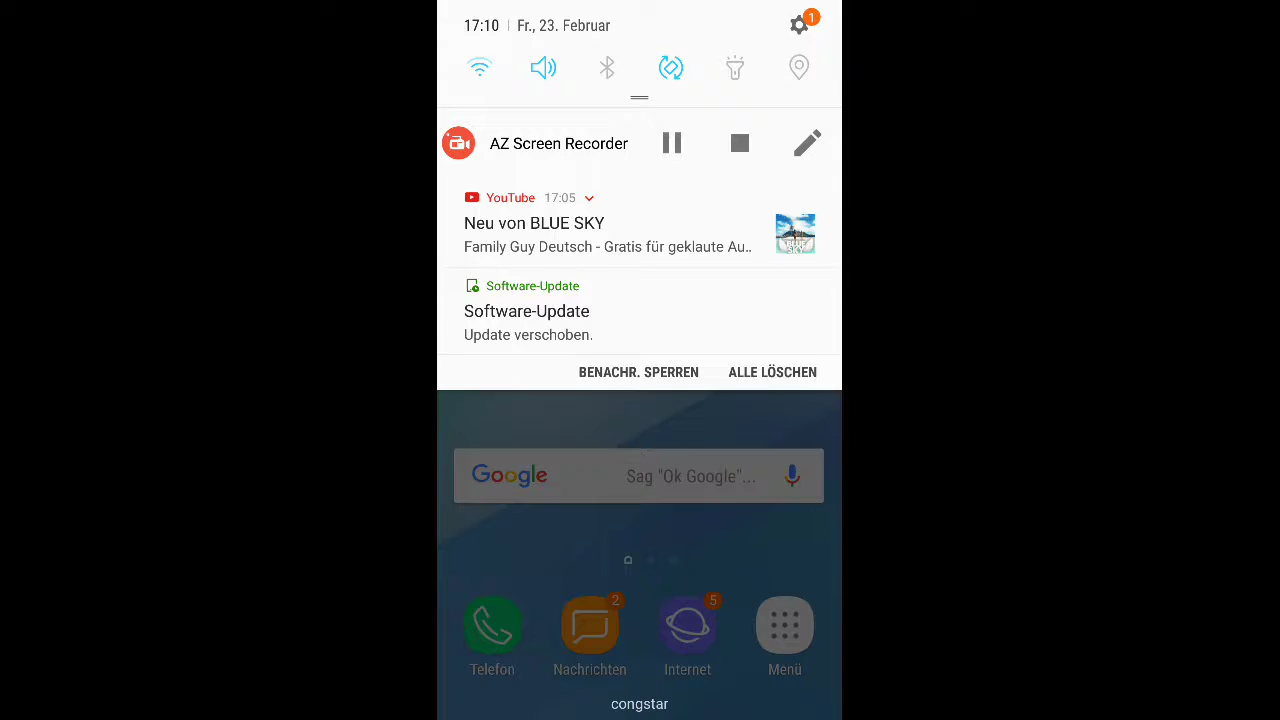 17:10 | Fr., 23. Februar
1
AZ Screen Recorder
YouTube 17:05
Neu von BLUE SKY
Family Guy Deutsch - Gratis für geklaute Au..
BLUE SKY
Software-Update
Software-Update
Update verschoben.
BENACHR. SPERREN ALLE LÖSCHEN
Google Sag "Ok Google"...
2 5
Telefon Nachrichten Internet Menü
congstar